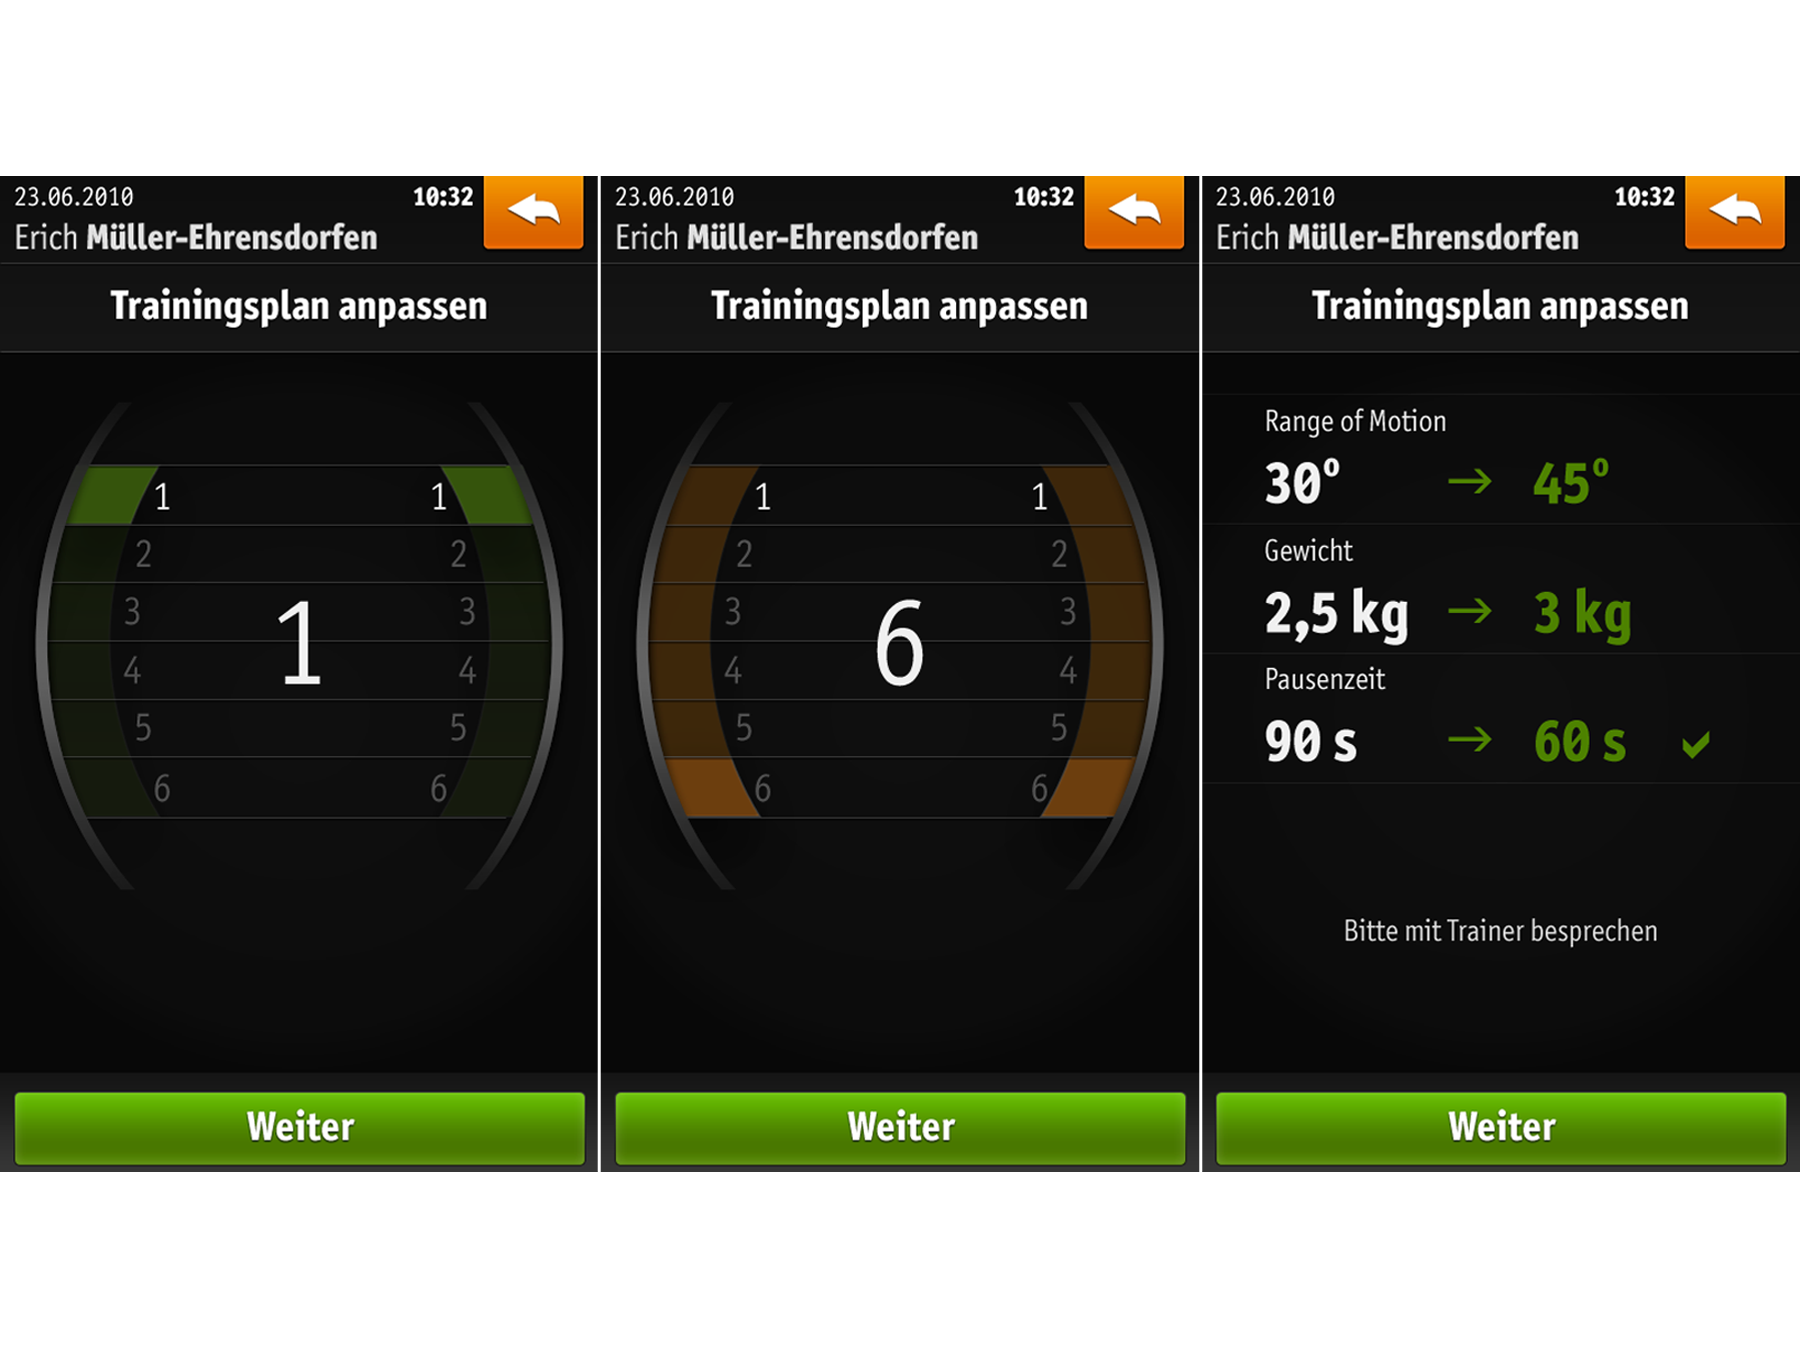 23.06.2010 10:32
Erich Müller-Ehrensdorfen
Trainingsplan anpassen
1 1
2 2
3 3
1
4 4
5 5
6 6
Weiter
23.06.2010 10:32
Erich Müller-Ehrensdorfen
Trainingsplan anpassen
1 1
2 2
3 3
6
4 4
5 5
6 6
Weiter
23.06.2010 10:32
Erich Müller-Ehrensdorfen
Trainingsplan anpassen
Range of Motion
30° → 45°
Gewicht
2,5 kg → 3 kg
Pausenzeit
90 s → 60 s ✓
Bitte mit Trainer besprechen
Weiter